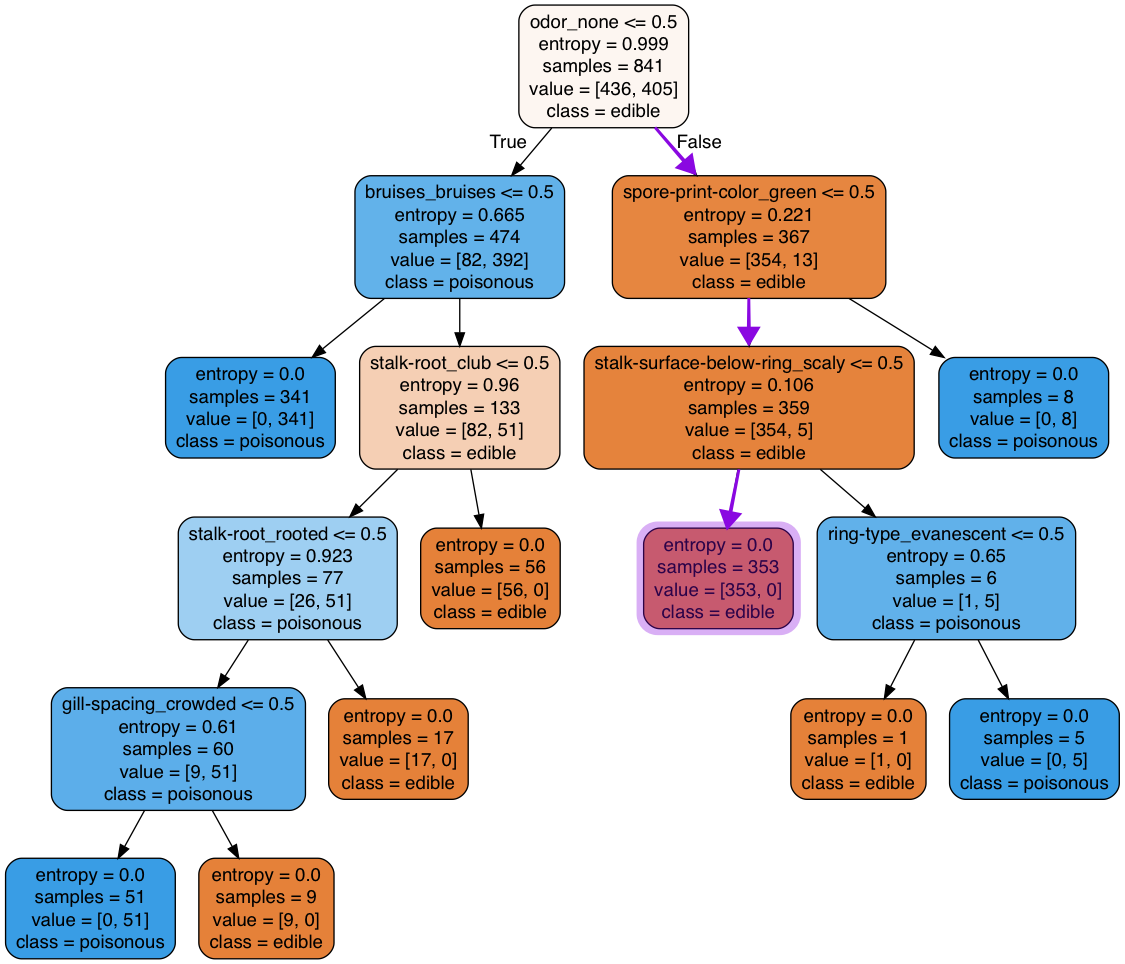 odor_none <= 0.5
entropy = 0.999
samples = 841
value = [436, 405]
class = edible
True
False
bruises_bruises <= 0.5
entropy = 0.665
samples = 474
value = [82, 392]
class = poisonous
spore-print-color_green <= 0.5
entropy = 0.221
samples = 367
value = [354, 13]
class = edible
entropy = 0.0
samples = 341
value = [0, 341]
class = poisonous
stalk-root_club <= 0.5
entropy = 0.96
samples = 133
value = [82, 51]
class = edible
stalk-surface-below-ring_scaly <= 0.5
entropy = 0.106
samples = 359
value = [354, 5]
class = edible
entropy = 0.0
samples = 8
value = [0, 8]
class = poisonous
stalk-root_rooted <= 0.5
entropy = 0.923
samples = 77
value = [26, 51]
class = poisonous
entropy = 0.0
samples = 56
value = [56, 0]
class = edible
entropy = 0.0
samples = 353
value = [353, 0]
class = edible
ring-type_evanescent <= 0.5
entropy = 0.65
samples = 6
value = [1, 5]
class = poisonous
gill-spacing_crowded <= 0.5
entropy = 0.61
samples = 60
value = [9, 51]
class = poisonous
entropy = 0.0
samples = 17
value = [17, 0]
class = edible
entropy = 0.0
samples = 1
value = [1, 0]
class = edible
entropy = 0.0
samples = 5
value = [0, 5]
class = poisonous
entropy = 0.0
samples = 51
value = [0, 51]
class = poisonous
entropy = 0.0
samples = 9
value = [9, 0]
class = edible